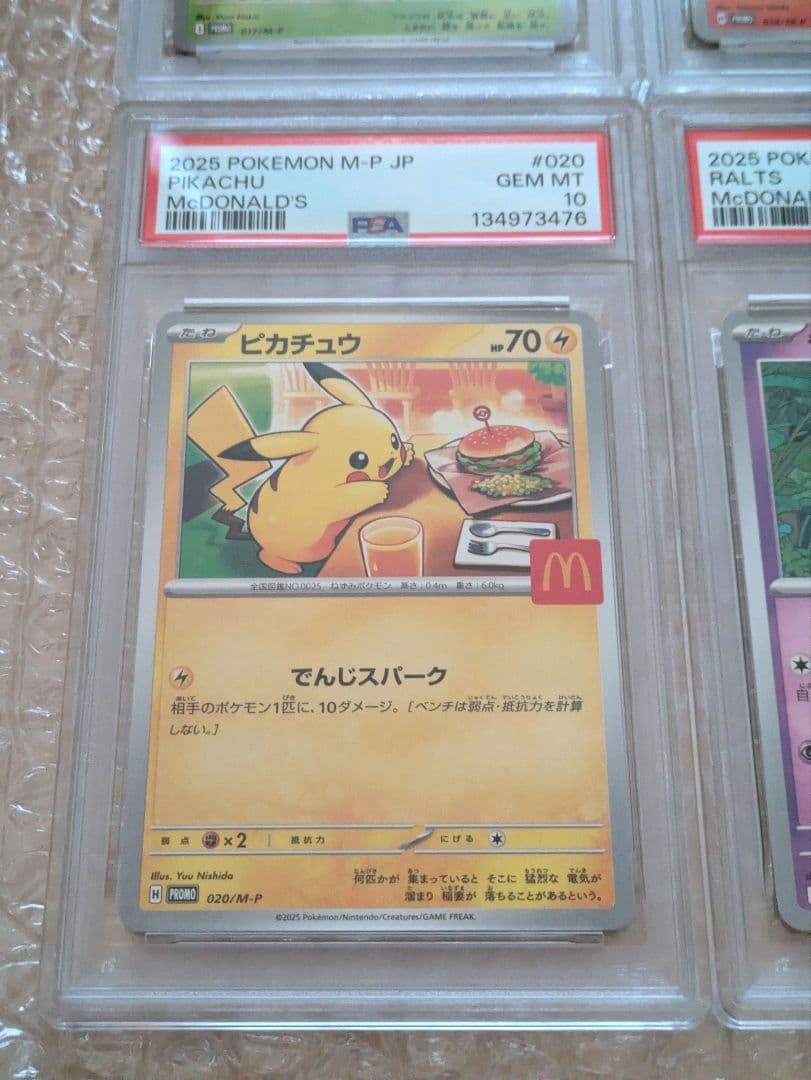 PROMO 017/M-P
PROMO
2025 POKEMON M-P JP #020
PIKACHU GEM MT
McDONALD'S 10
PSA 134973476
2025 POK
RALTS
McDONA
たね ピカチュウ HP70
たね
全国図鑑NO.0025 ねずみポケモン 高さ:0.4m 重さ:6.0kg
でんじスパーク
相手のポケモン1匹に、10ダメージ。[ベンチは弱点・抵抗力を計算
しない。]
自
弱点 ×2 抵抗力 にげる
Illus. Yuu Nishida
何匹かが 集まっていると そこに 猛烈な 電気が
溜まり 稲妻が 落ちることがあるという。
H PROMO 020/M-P
©2025 Pokémon/Nintendo/Creatures/GAME FREAK.